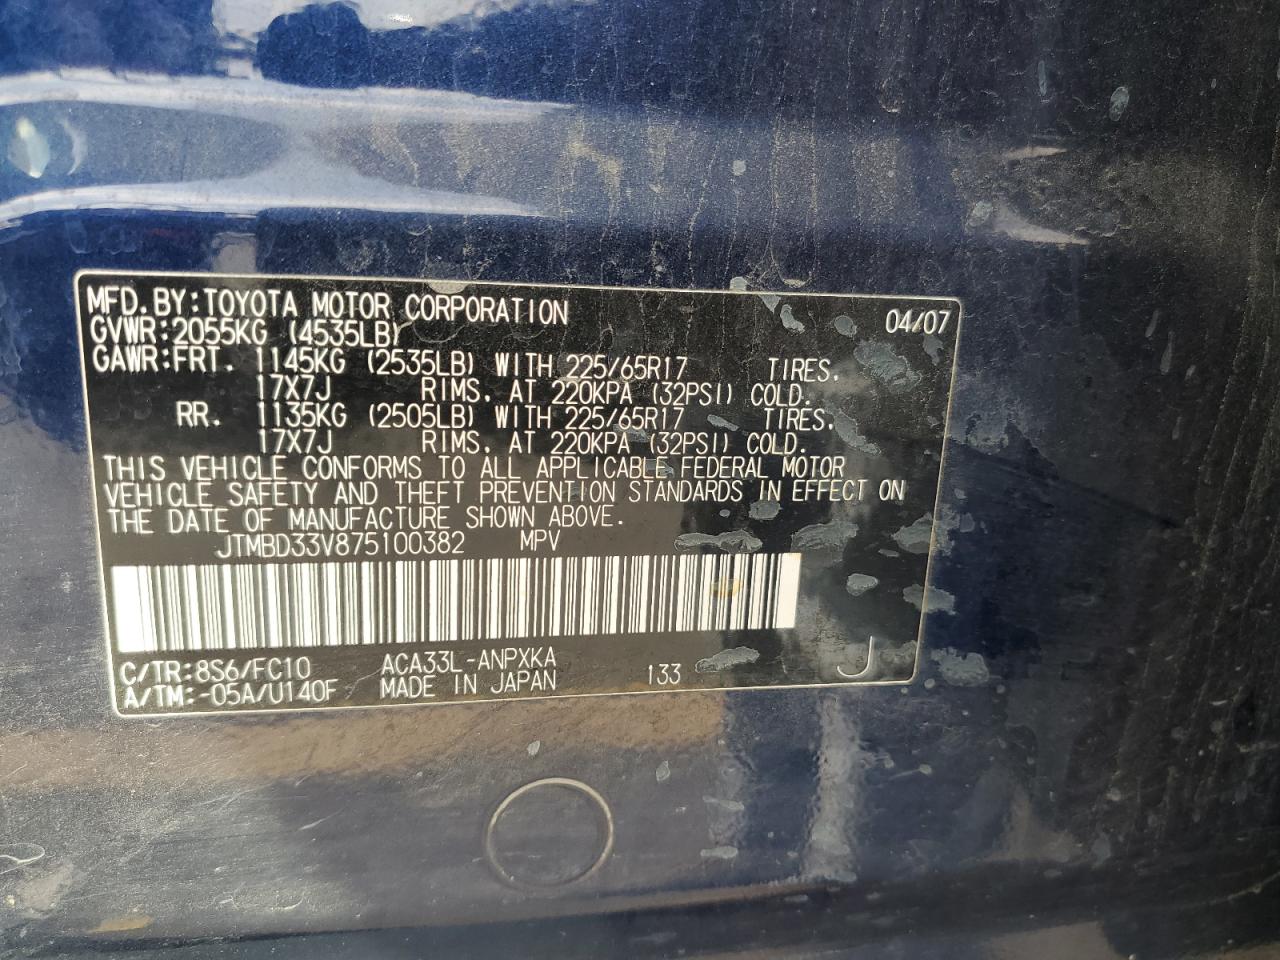 MFD.BY:TOYOTA MOTOR CORPORATION 04/07
GVWR:2055KG (4535LB)
GAWR:FRT. 1145KG (2535LB) WITH 225/65R17 TIRES.
17X7J RIMS. AT 220KPA (32PSI) COLD.
RR. 1135KG (2505LB) WITH 225/65R17 TIRES.
17X7J RIMS. AT 220KPA (32PSI) COLD.
THIS VEHICLE CONFORMS TO ALL APPLICABLE FEDERAL MOTOR
VEHICLE SAFETY AND THEFT PREVENTION STANDARDS IN EFFECT ON
THE DATE OF MANUFACTURE SHOWN ABOVE.
JTMBD33V875100382 MPV
C/TR:8S6/FC10 ACA33L-ANPXKA 133 J
A/TM:-05A/U140F MADE IN JAPAN